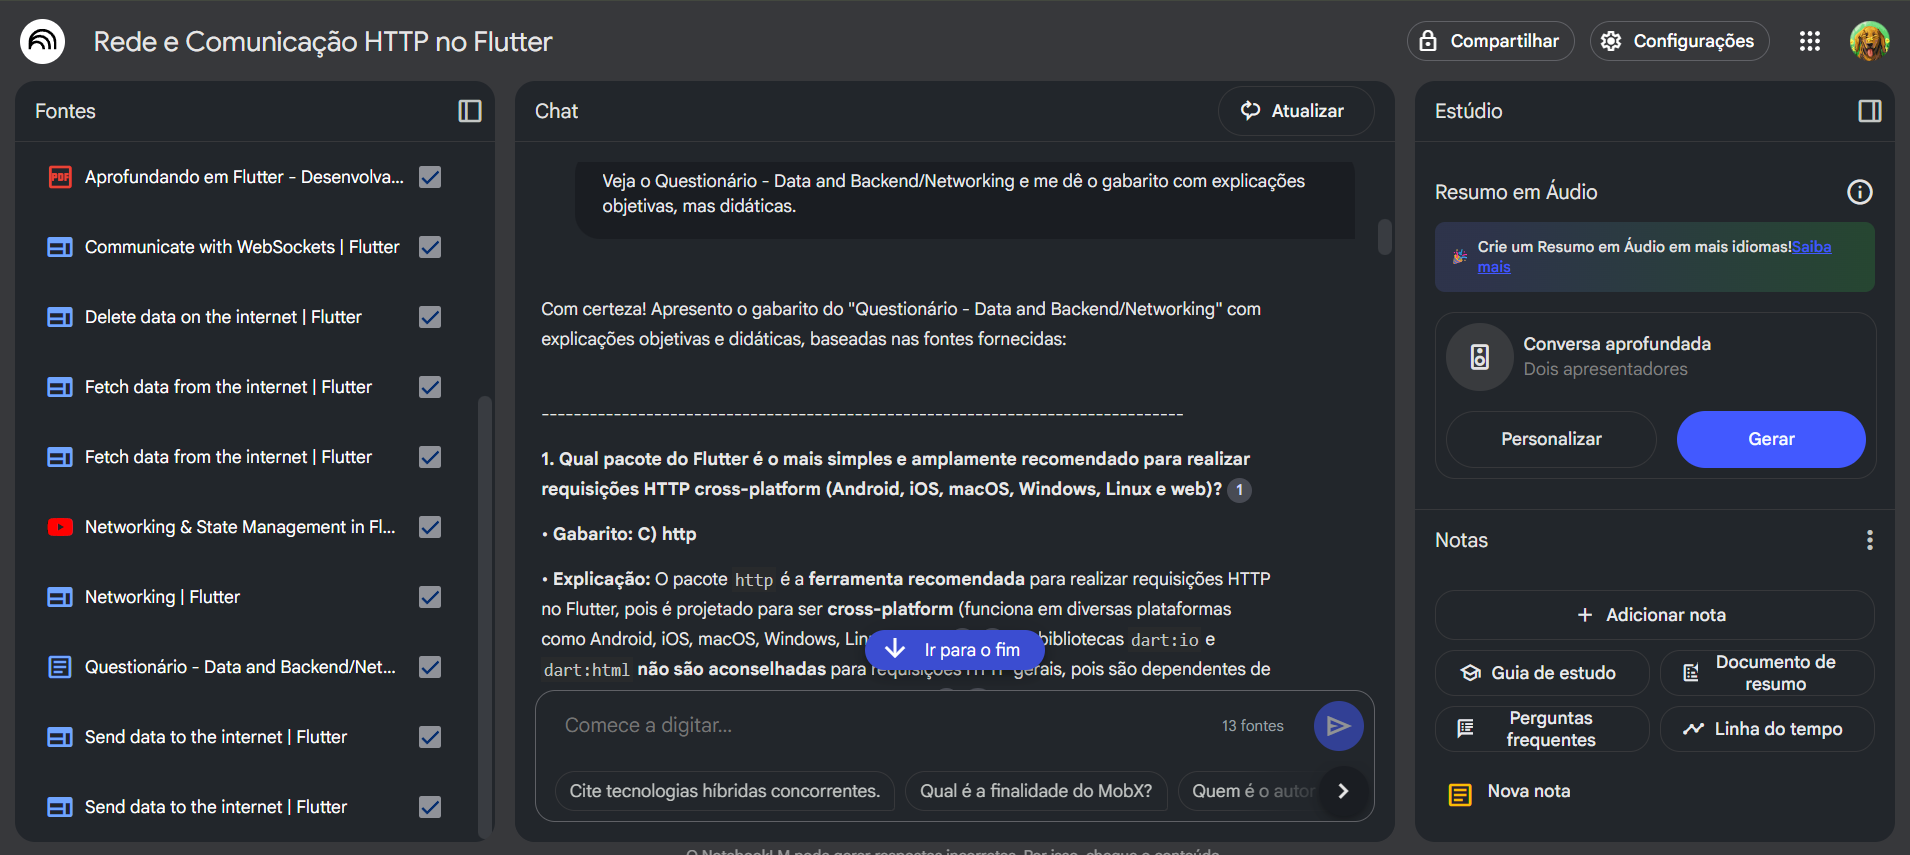 Rede e Comunicação HTTP no Flutter
Compartilhar
Configurações
Fontes
PDF
Aprofundando em Flutter - Desenvolva...
Communicate with WebSockets | Flutter
Delete data on the internet | Flutter
Fetch data from the internet | Flutter
Fetch data from the internet | Flutter
Networking & State Management in Fl...
Networking | Flutter
Questionário - Data and Backend/Net...
Send data to the internet | Flutter
Send data to the internet | Flutter
Chat
Atualizar
Veja o Questionário - Data and Backend/Networking e me dê o gabarito com explicações
objetivas, mas didáticas.
Com certeza! Apresento o gabarito do "Questionário - Data and Backend/Networking" com
explicações objetivas e didáticas, baseadas nas fontes fornecidas:
--------------------------------------------------------------------------------
1. Qual pacote do Flutter é o mais simples e amplamente recomendado para realizar
requisições HTTP cross-platform (Android, iOS, macOS, Windows, Linux e web)? 1
• Gabarito: C) http
• Explicação: O pacote http é a ferramenta recomendada para realizar requisições HTTP
no Flutter, pois é projetado para ser cross-platform (funciona em diversas plataformas
como Android, iOS, macOS, Windows, bibliotecas dart:io e
dart:html não são aconselhadas para requisições HTTP gerais, pois são dependentes de
Ir para o fim
Comece a digitar...
13 fontes
Cite tecnologias híbridas concorrentes.
Qual é a finalidade do MobX?
Quem é o autor
O NotebookLM pode gerar respostas incorretas. Por isso, cheque o conteúdo.
Estúdio
Resumo em Áudio
Crie um Resumo em Áudio em mais idiomas!Saiba
mais
Conversa aprofundada
Dois apresentadores
Personalizar
Gerar
Notas
Adicionar nota
Guia de estudo
Documento de
resumo
Perguntas
frequentes
Linha do tempo
Nova nota